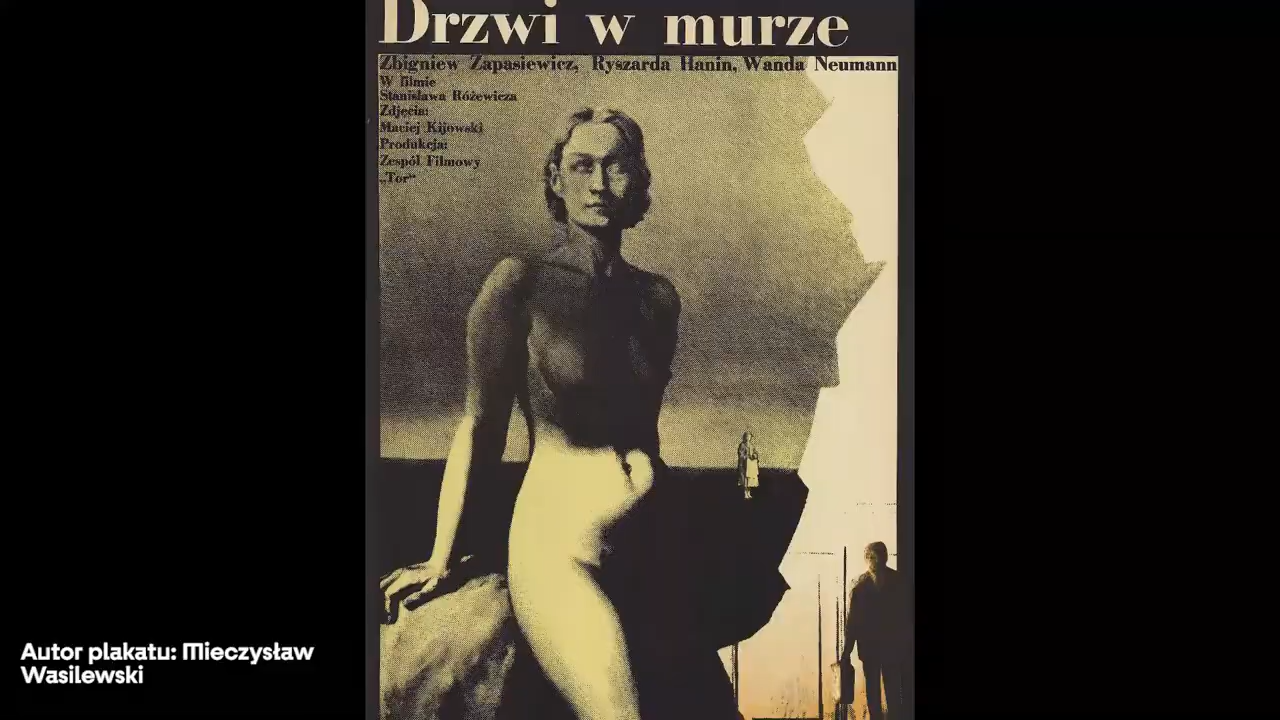 Drzwi w murze
Zbigniew Zapasiewicz, Ryszarda Hanin, Wanda Neumann
W filmie
Stanisława Różewicza
Zdjęcia:
Maciej Kijowski
Produkcja:
Zespół Filmowy
„Tor“
Autor plakatu: Mieczysław
Wasilewski